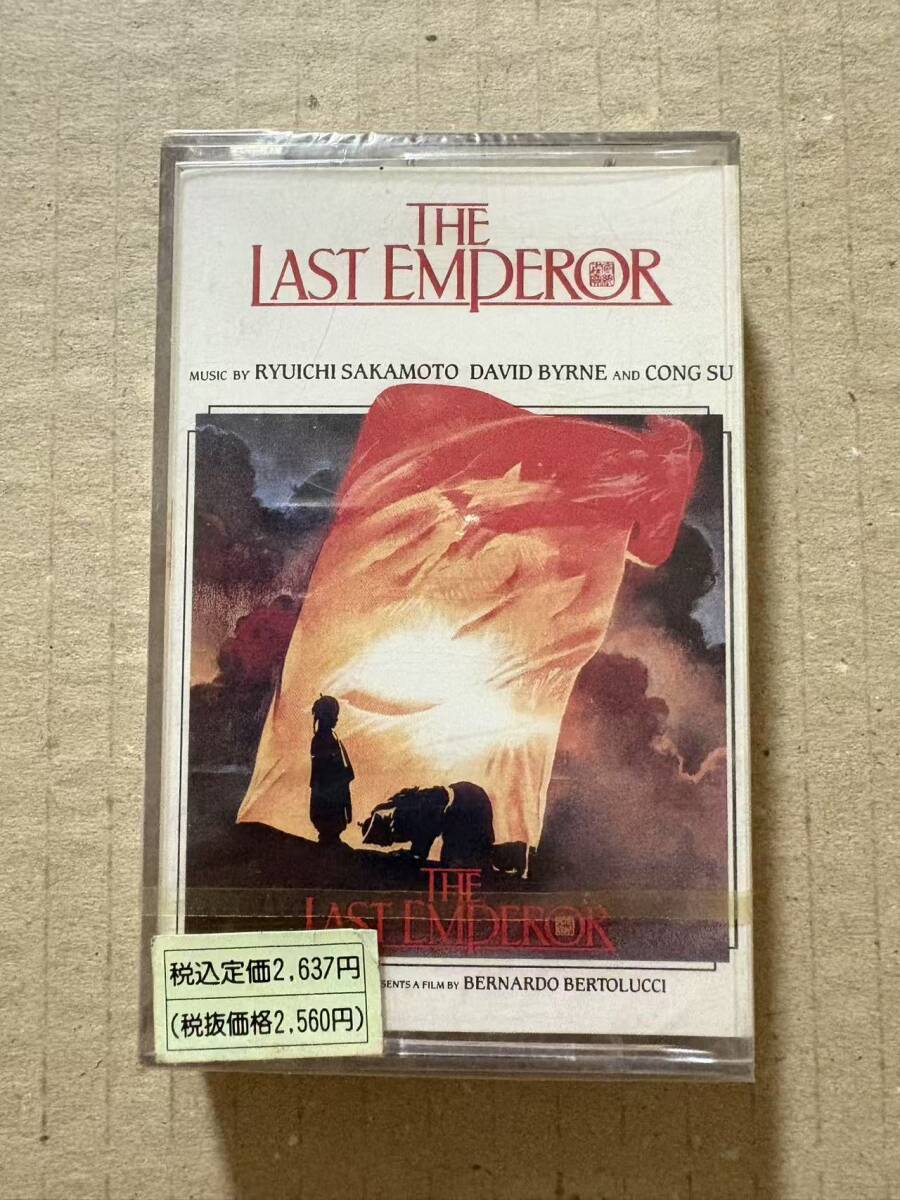 THE
LAST EMPEROR
MUSIC BY RYUICHI SAKAMOTO DAVID BYRNE AND CONG SU
THE
LAST EMPEROR
A FILM BY BERNARDO BERTOLUCCI
税込定価2,637円
(税抜価格2,560円)